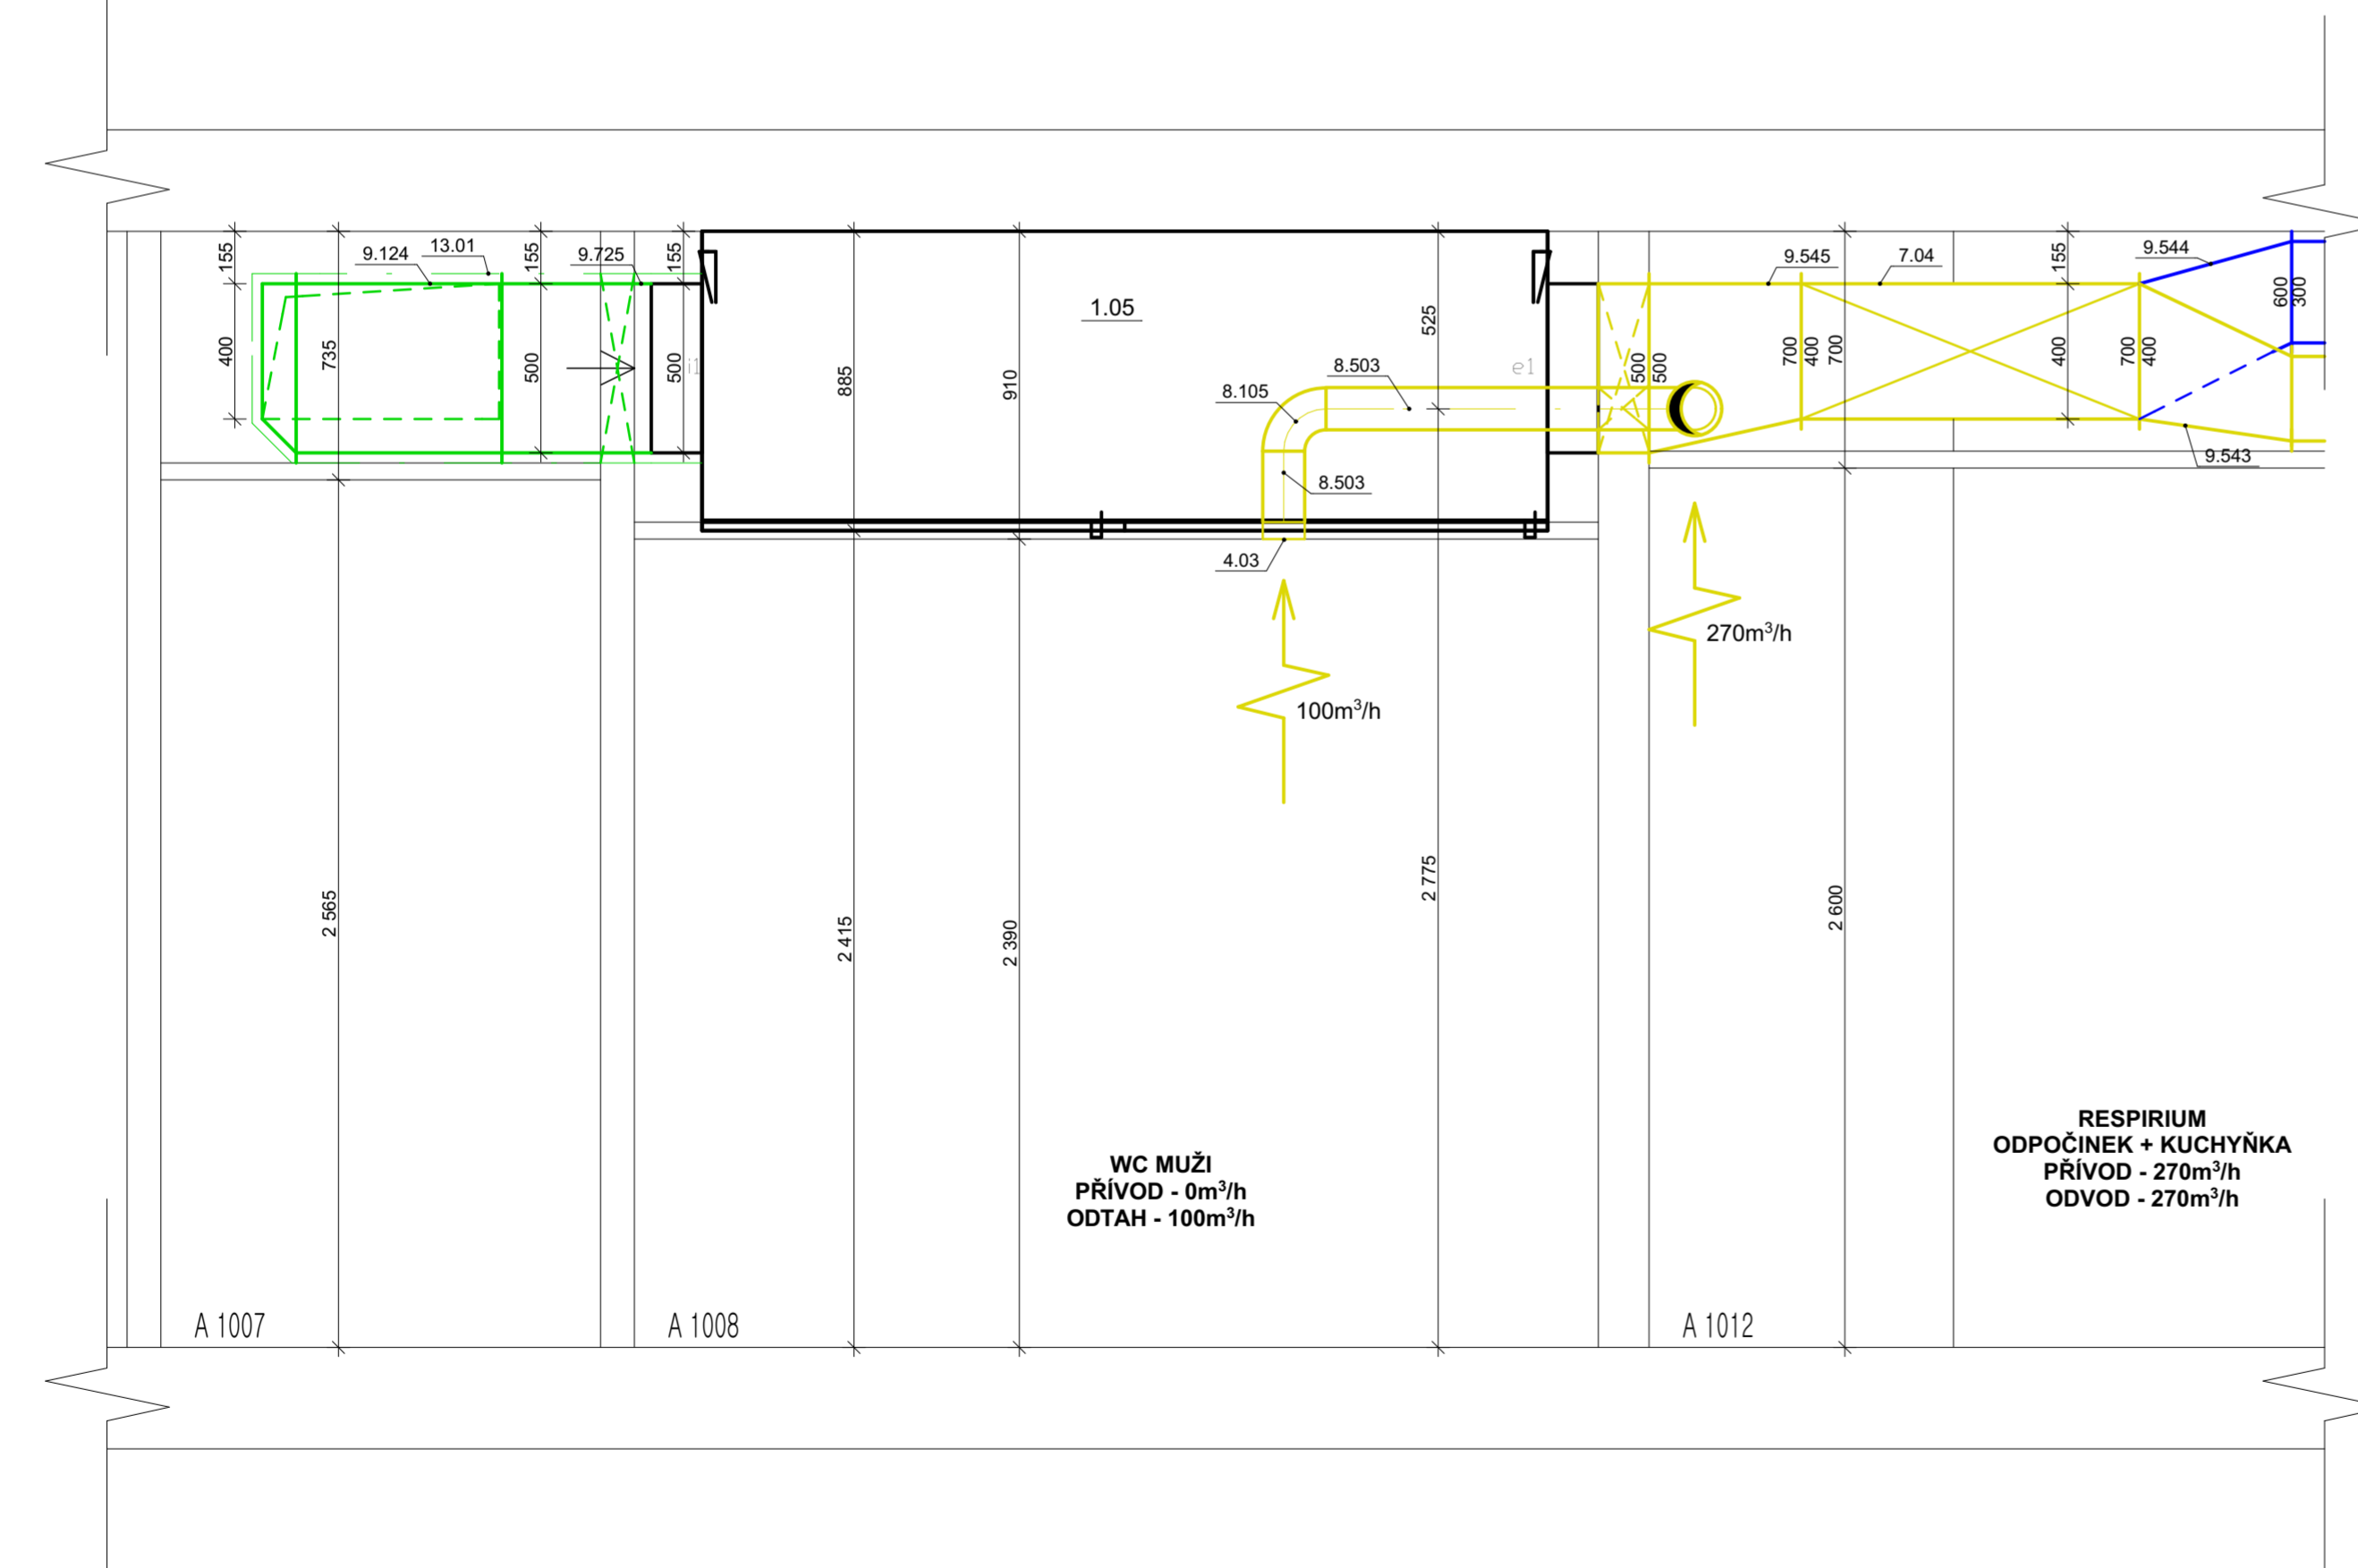 155
9.124
13.01
155
9.725
155
1.05
525
9.545
7.04
155
9.544
600
300
400
735
500
500
i1
885
910
8.503
e1
8.105
500
500
700
400
700
400
700
400
8.503
9.543
4.03
270m³/h
100m³/h
2 565
2 415
2 390
2 775
2 600
WC MUŽI
PŘÍVOD - 0m³/h
ODTAH - 100m³/h
RESPIRIUM
ODPOČINEK + KUCHYŇKA
PŘÍVOD - 270m³/h
ODVOD - 270m³/h
A 1007
A 1008
A 1012